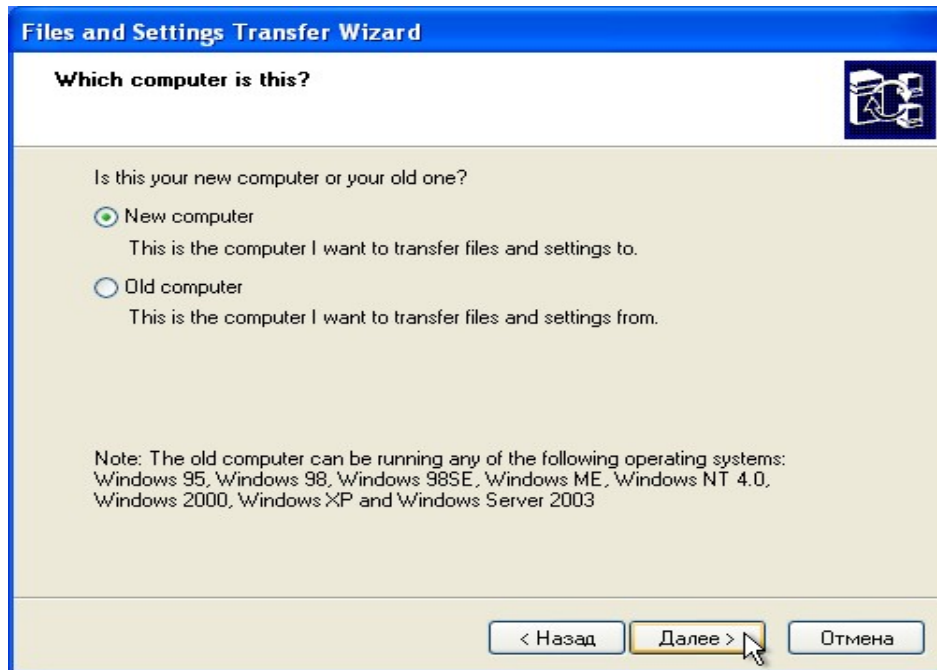 Files and Settings Transfer Wizard
Which computer is this?
Is this your new computer or your old one?
New computer
This is the computer I want to transfer files and settings to.
Old computer
This is the computer I want to transfer files and settings from.
Note: The old computer can be running any of the following operating systems:
Windows 95, Windows 98, Windows 98SE, Windows ME, Windows NT 4.0,
Windows 2000, Windows XP and Windows Server 2003
< Назад Далее > Отмена